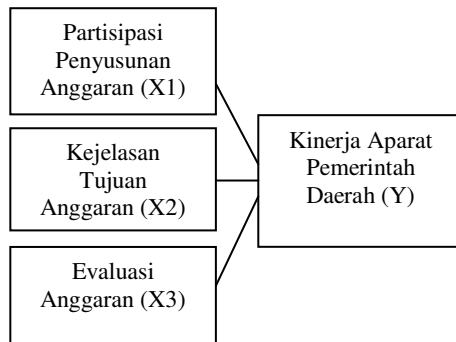 Partisipasi
Penyusunan
Anggaran (X1)
Kejelasan
Tujuan
Anggaran (X2)
Evaluasi
Anggaran (X3)
Kinerja Aparat
Pemerintah
Daerah (Y)